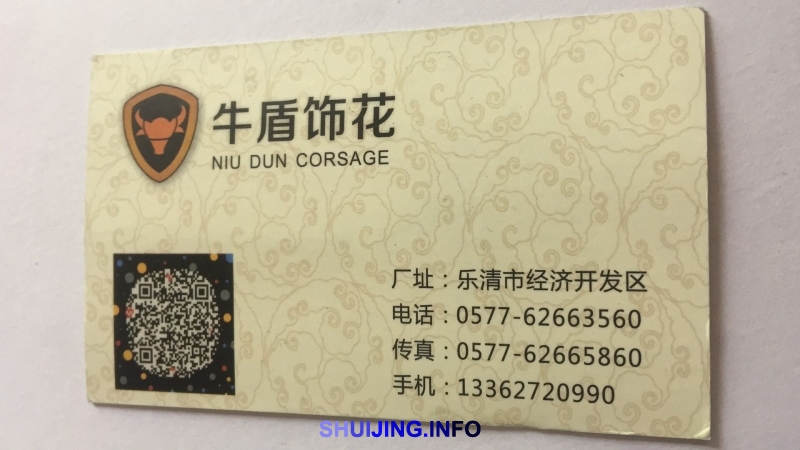 牛盾饰花
NIU DUN CORSAGE
厂址：乐清市经济开发区
电话：0577-62663560
传真：0577-62665860
手机：13362720990
SHUIJING.INFO